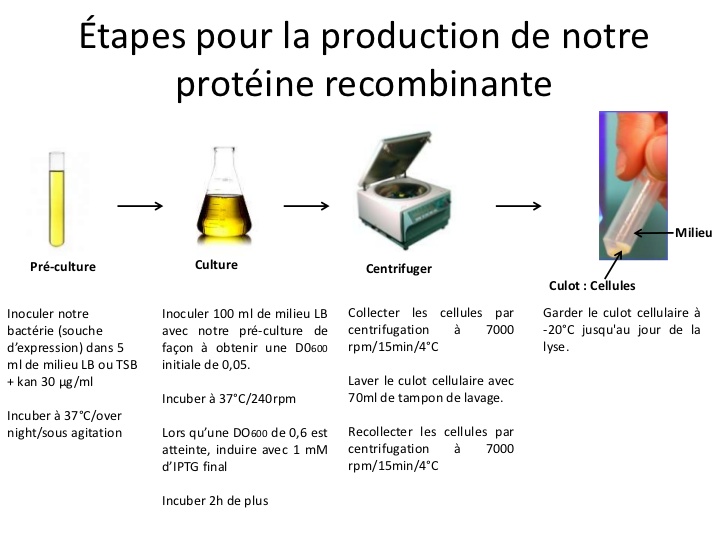 Étapes pour la production de notre
protéine recombinante
Milieu
Pré-culture
Culture
Centrifuger
Culot : Cellules
Inoculer notre
bactérie (souche
d'expression) dans 5
ml de milieu LB ou TSB
+ kan 30 µg/ml
Incuber à 37°C/over
night/sous agitation
Inoculer 100 ml de milieu LB
avec notre pré-culture de
façon à obtenir une D0600
initiale de 0,05.
Incuber à 37°C/240rpm
Lors qu'une DO600 de 0,6 est
atteinte, induire avec 1 mM
d'IPTG final
Incuber 2h de plus
Collecter les cellules par
centrifugation à 7000
rpm/15min/4°C
Laver le culot cellulaire avec
70ml de tampon de lavage.
Recollecter les cellules par
centrifugation à 7000
rpm/15min/4°C
Garder le culot cellulaire à
-20°C jusqu'au jour de la
lyse.